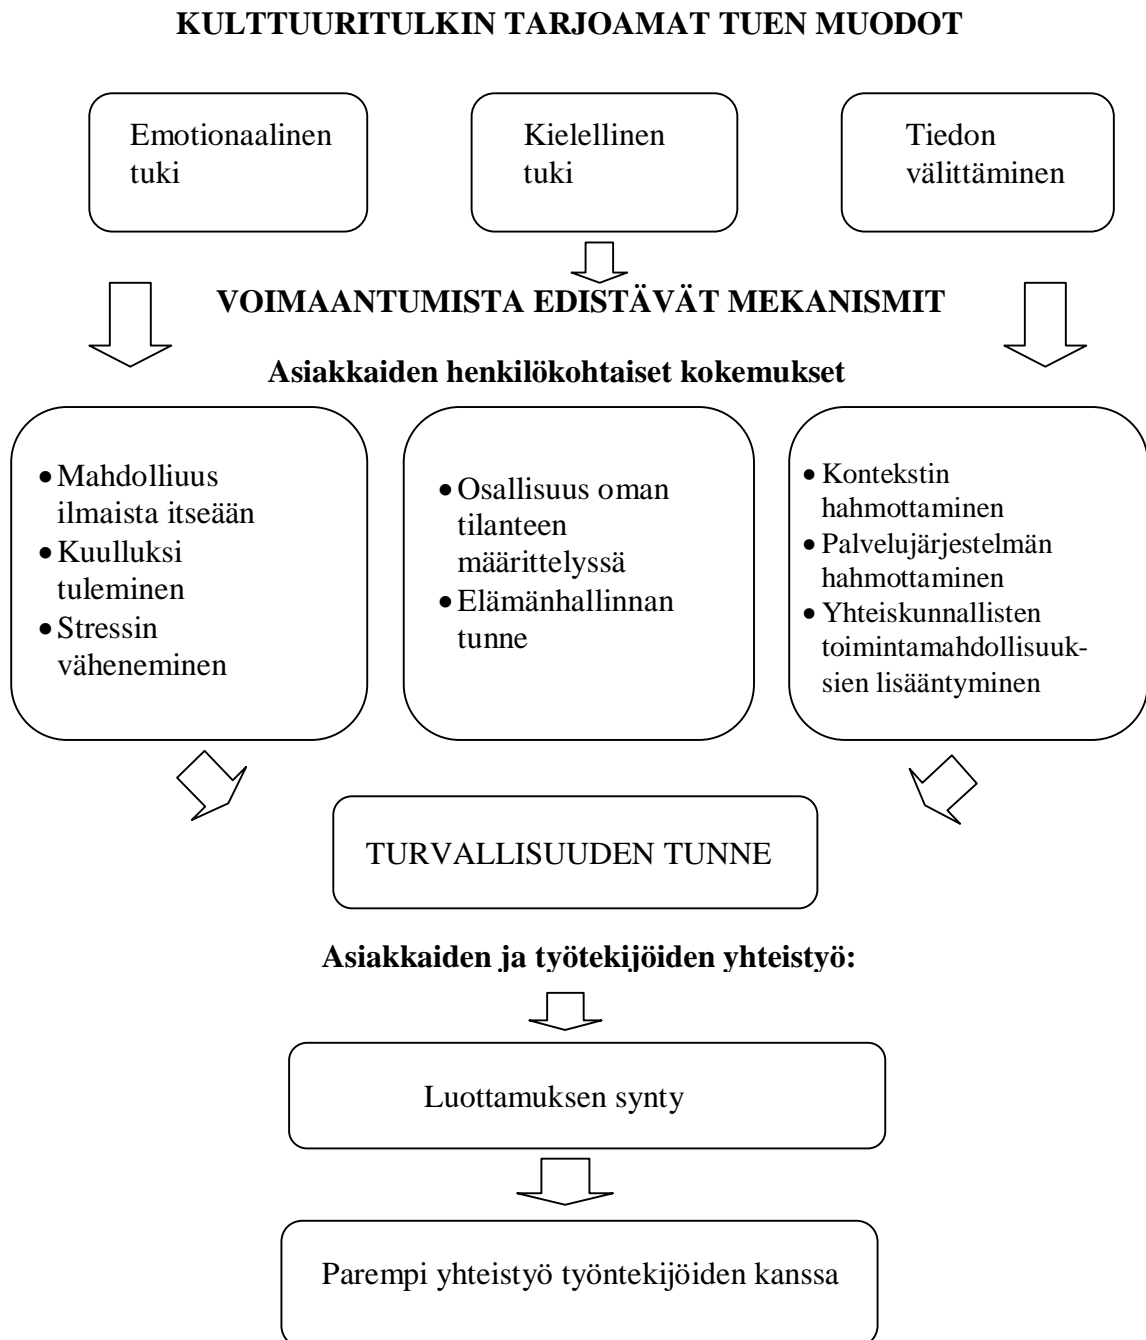 KULTTUURITULKIN TARJOAMAT TUEN MUODOT
Emotionaalinen
tuki
Kielellinen
tuki
Tiedon
välittäminen
VOIMAANTUMISTA EDISTÄVÄT MEKANISMIT
Asiakkaiden henkilökohtaiset kokemukset
• Mahdolliuus
ilmaista itseään
• Kuulluksi
tuleminen
• Stressin
väheneminen
• Osallisuus oman
tilanteen
määrittelyssä
• Elämänhallinnan
tunne
• Kontekstin
hahmottaminen
• Palvelujärjestelmän
hahmottaminen
• Yhteiskunnallisten
toimintamahdollisuuk-
sien lisääntyminen
TURVALLISUUDEN TUNNE
Asiakkaiden ja työtekijöiden yhteistyö:
Luottamuksen synty
Parempi yhteistyö työntekijöiden kanssa